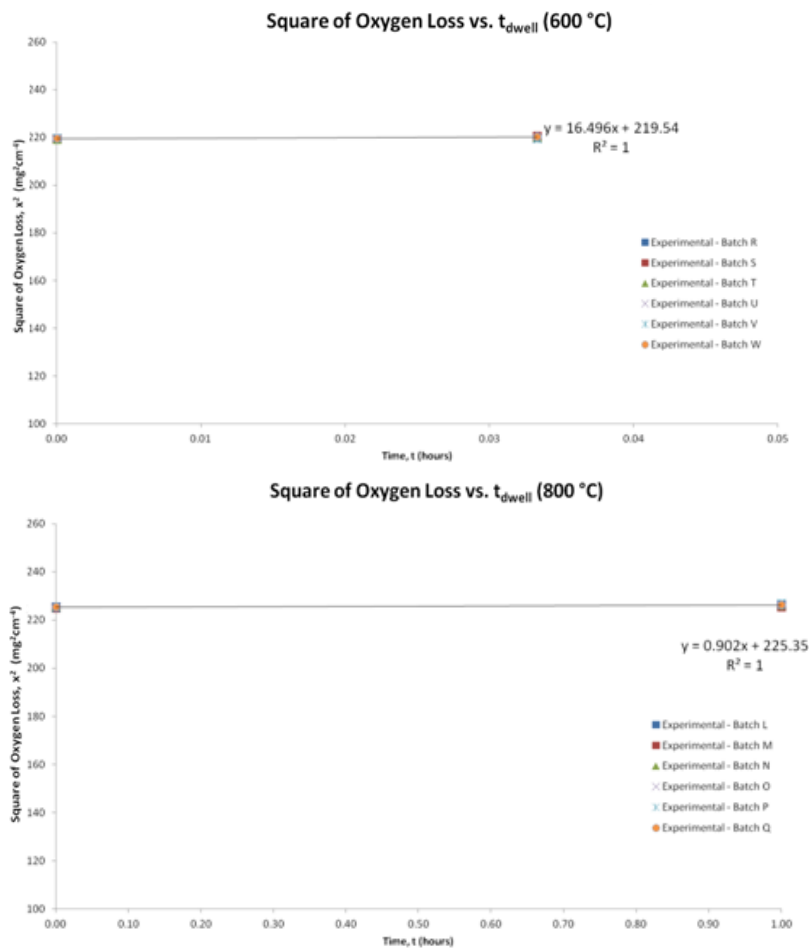 Square of Oxygen Loss vs. t_dwell (600 °C)
Square of Oxygen Loss, x² (mg²cm⁻⁴)
260
240
220
200
180
160
140
120
100
y = 16.496x + 219.54
R² = 1
Experimental - Batch R
Experimental - Batch S
Experimental - Batch T
Experimental - Batch U
Experimental - Batch V
Experimental - Batch W
0.00 0.01 0.02 0.03 0.04 0.05
Time, t (hours)
Square of Oxygen Loss vs. t_dwell (800 °C)
Square of Oxygen Loss, x² (mg²cm⁻⁴)
260
240
220
200
180
160
140
120
100
y = 0.902x + 225.35
R² = 1
Experimental - Batch L
Experimental - Batch M
Experimental - Batch N
Experimental - Batch O
Experimental - Batch P
Experimental - Batch Q
0.00 0.10 0.20 0.30 0.40 0.50 0.60 0.70 0.80 0.90 1.00
Time, t (hours)